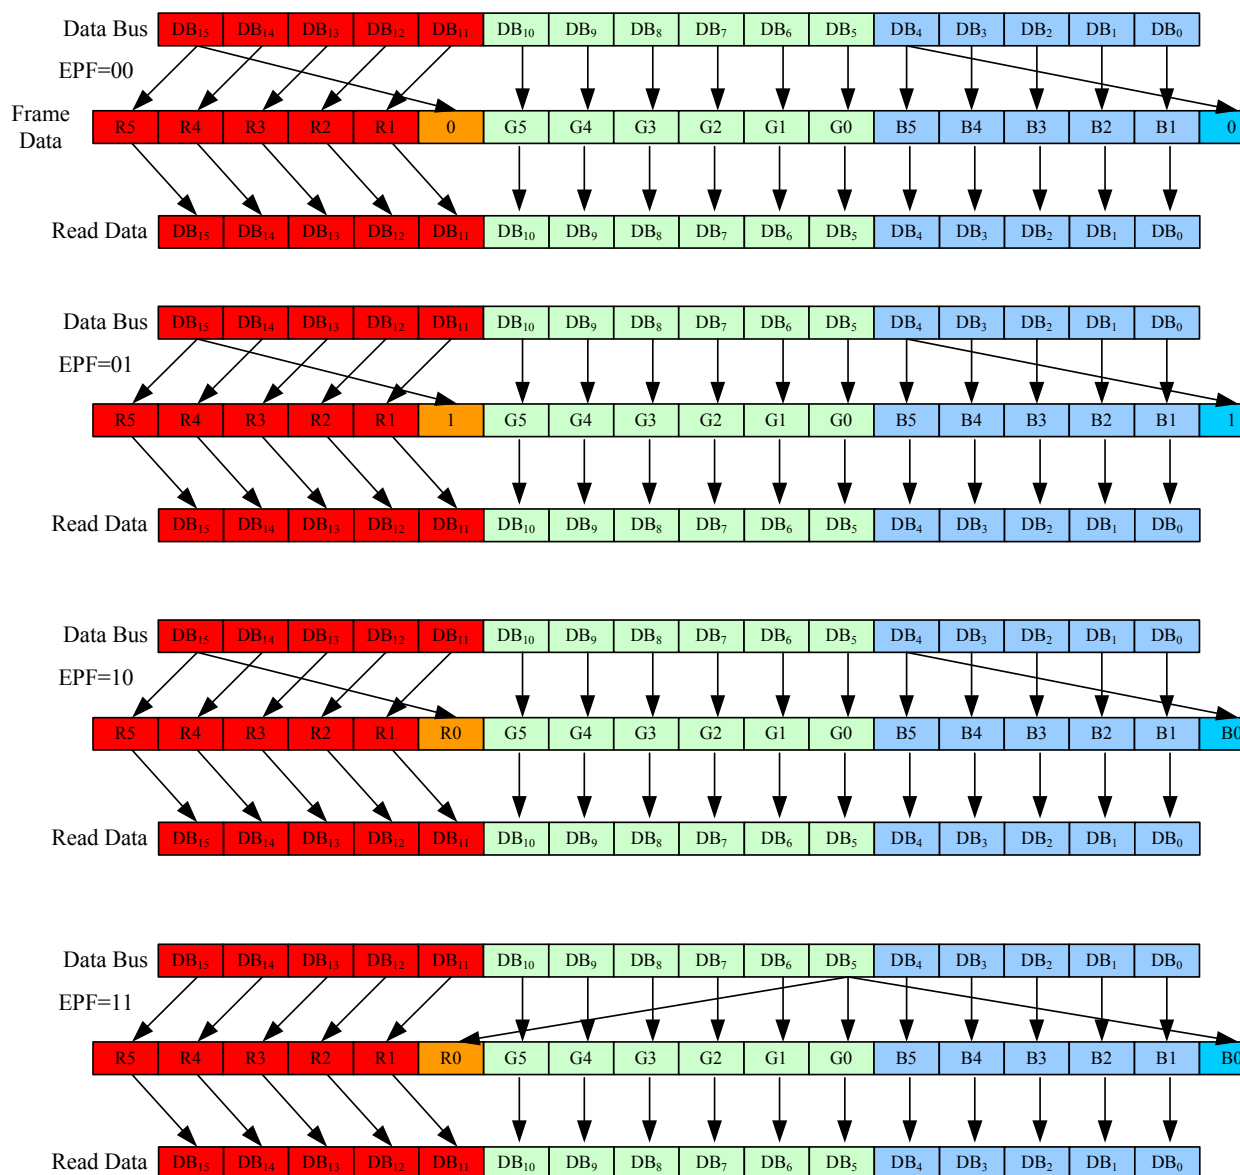 Data Bus DB₁₅ DB₁₄ DB₁₃ DB₁₂ DB₁₁ DB₁₀ DB₉ DB₈ DB₇ DB₆ DB₅ DB₄ DB₃ DB₂ DB₁ DB₀
EPF=00
Frame Data R5 R4 R3 R2 R1 0 G5 G4 G3 G2 G1 G0 B5 B4 B3 B2 B1 0
Read Data DB₁₅ DB₁₄ DB₁₃ DB₁₂ DB₁₁ DB₁₀ DB₉ DB₈ DB₇ DB₆ DB₅ DB₄ DB₃ DB₂ DB₁ DB₀
Data Bus DB₁₅ DB₁₄ DB₁₃ DB₁₂ DB₁₁ DB₁₀ DB₉ DB₈ DB₇ DB₆ DB₅ DB₄ DB₃ DB₂ DB₁ DB₀
EPF=01
R5 R4 R3 R2 R1 1 G5 G4 G3 G2 G1 G0 B5 B4 B3 B2 B1 1
Read Data DB₁₅ DB₁₄ DB₁₃ DB₁₂ DB₁₁ DB₁₀ DB₉ DB₈ DB₇ DB₆ DB₅ DB₄ DB₃ DB₂ DB₁ DB₀
Data Bus DB₁₅ DB₁₄ DB₁₃ DB₁₂ DB₁₁ DB₁₀ DB₉ DB₈ DB₇ DB₆ DB₅ DB₄ DB₃ DB₂ DB₁ DB₀
EPF=10
R5 R4 R3 R2 R1 R0 G5 G4 G3 G2 G1 G0 B5 B4 B3 B2 B1 B0
Read Data DB₁₅ DB₁₄ DB₁₃ DB₁₂ DB₁₁ DB₁₀ DB₉ DB₈ DB₇ DB₆ DB₅ DB₄ DB₃ DB₂ DB₁ DB₀
Data Bus DB₁₅ DB₁₄ DB₁₃ DB₁₂ DB₁₁ DB₁₀ DB₉ DB₈ DB₇ DB₆ DB₅ DB₄ DB₃ DB₂ DB₁ DB₀
EPF=11
R5 R4 R3 R2 R1 R0 G5 G4 G3 G2 G1 G0 B5 B4 B3 B2 B1 B0
Read Data DB₁₅ DB₁₄ DB₁₃ DB₁₂ DB₁₁ DB₁₀ DB₉ DB₈ DB₇ DB₆ DB₅ DB₄ DB₃ DB₂ DB₁ DB₀